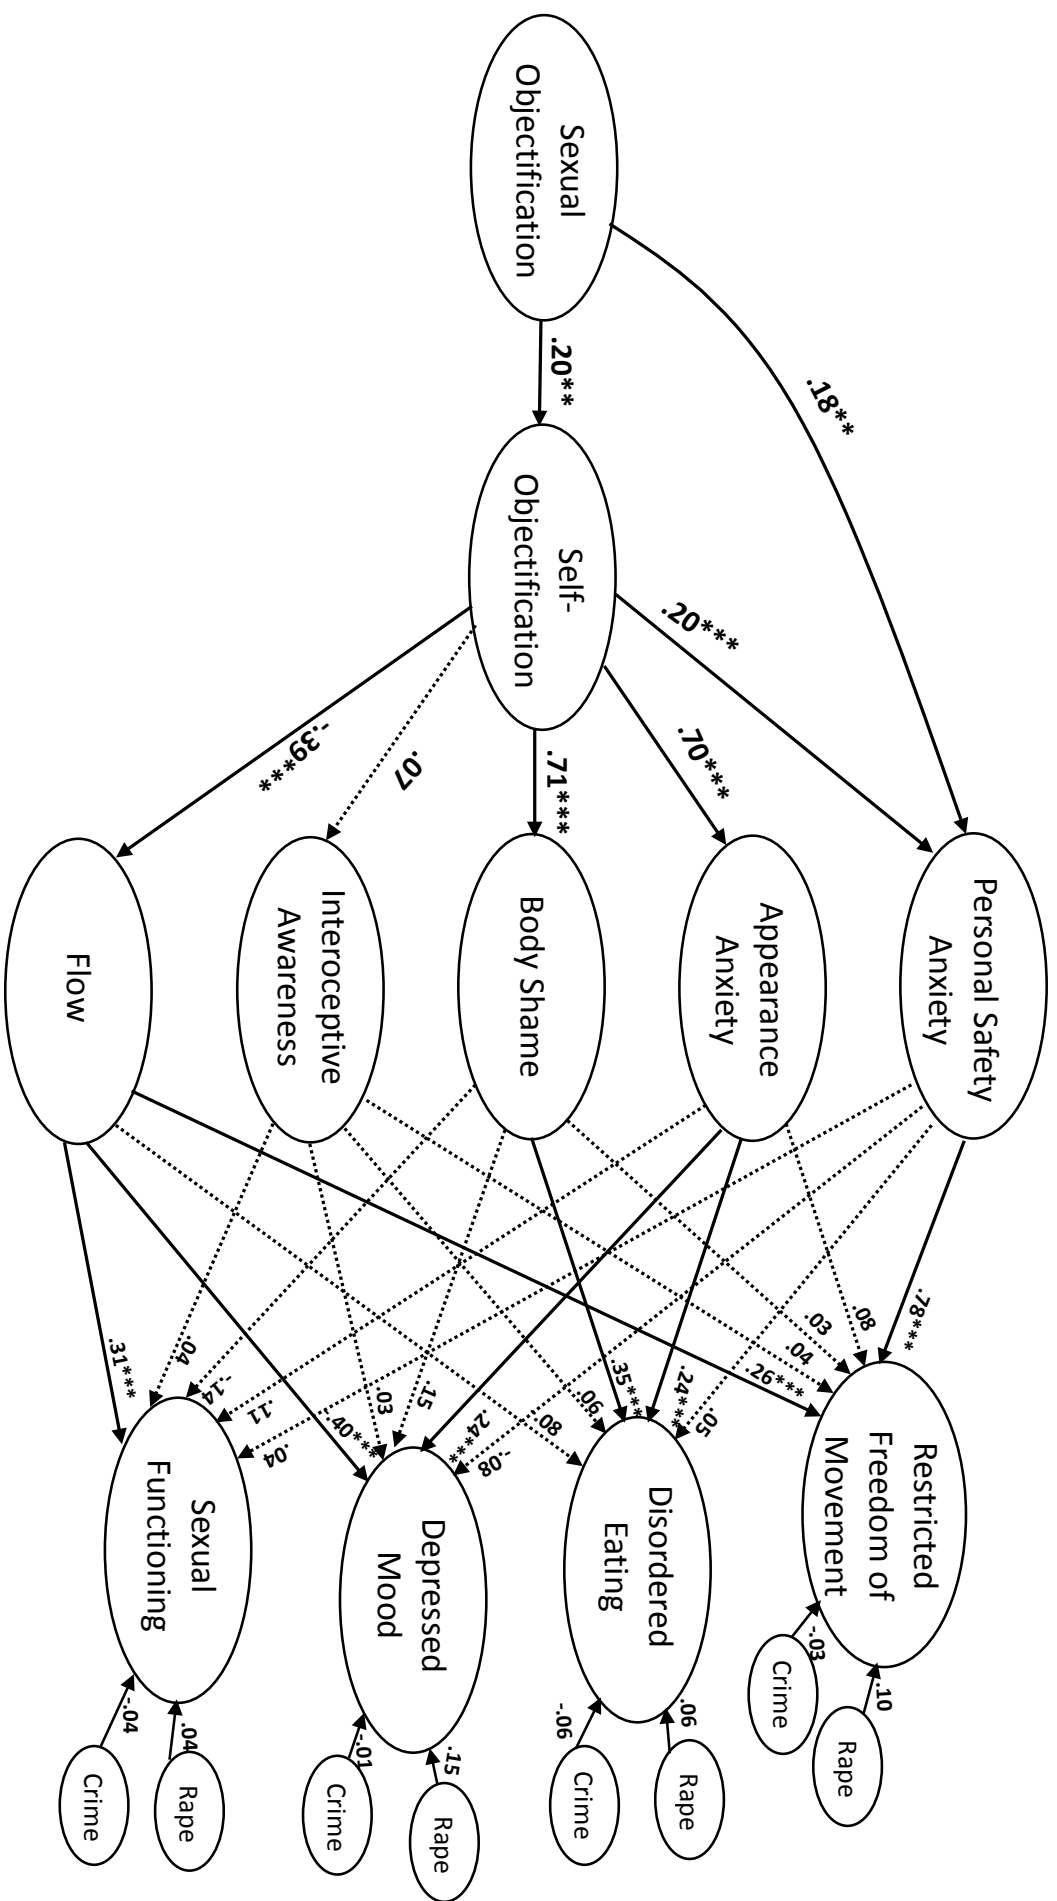 Sexual
Objectification
.18**
.20**
Self-
Objectification
.20***
.70***
.71***
.07
-.39***
Personal Safety
Anxiety
Appearance
Anxiety
Body Shame
Interoceptive
Awareness
Flow
.78***
.08
.03
.04
.26***
.05
.24***
.35***
.06
.08
-.08
.24***
.15
.03
.40***
.04
.11
-.14
.04
.31***
Restricted
Freedom of
Movement
.10
Rape
-.03
Crime
Disordered
Eating
.06
Rape
-.06
Crime
Depressed
Mood
.15
Rape
-.01
Crime
Sexual
Functioning
.04
Rape
-.04
Crime